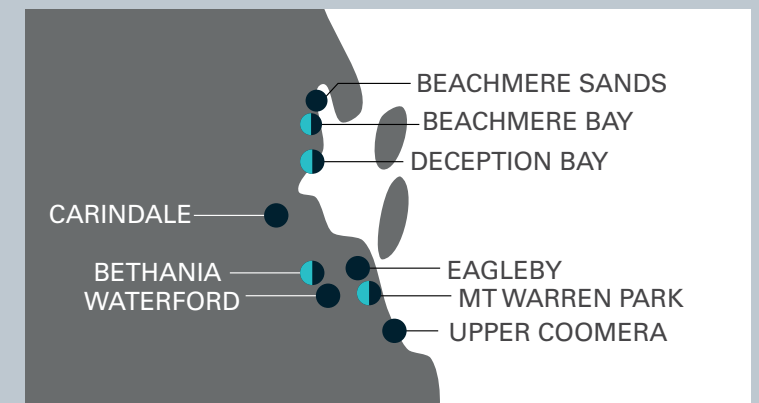 BEACHMERE SANDS
BEACHMERE BAY
DECEPTION BAY
CARINDALE
BETHANIA
WATERFORD
EAGLEBY
MT WARREN PARK
UPPER COOMERA